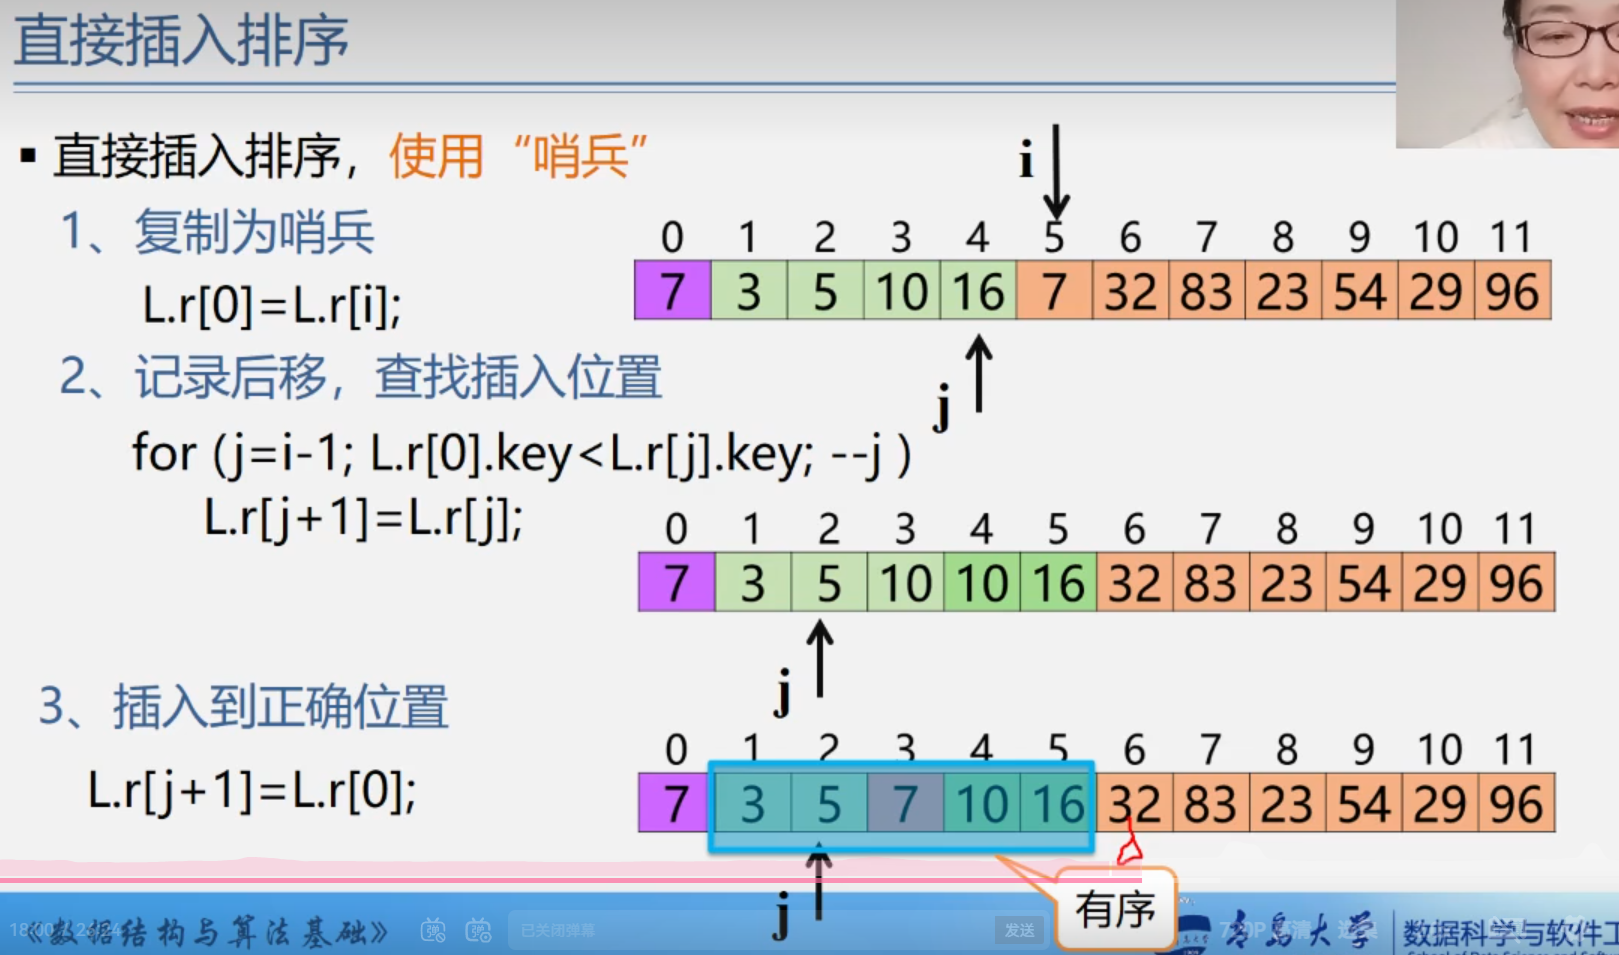 直接插入排序
▪ 直接插入排序，使用“哨兵”
1、复制为哨兵
L.r[0]=L.r[i];
i
0 1 2 3 4 5 6 7 8 9 10 11
7 3 5 10 16 7 32 83 23 54 29 96
j
2、记录后移，查找插入位置
for (j=i-1; L.r[0].key<L.r[j].key; --j )
L.r[j+1]=L.r[j];
0 1 2 3 4 5 6 7 8 9 10 11
7 3 5 10 10 16 32 83 23 54 29 96
j
3、插入到正确位置
L.r[j+1]=L.r[0];
0 1 2 3 4 5 6 7 8 9 10 11
7 3 5 7 10 16 32 83 23 54 29 96
j
有序
《数据结构与算法基础》
已关闭弹幕
发送
青岛大学
数据科学与软件工